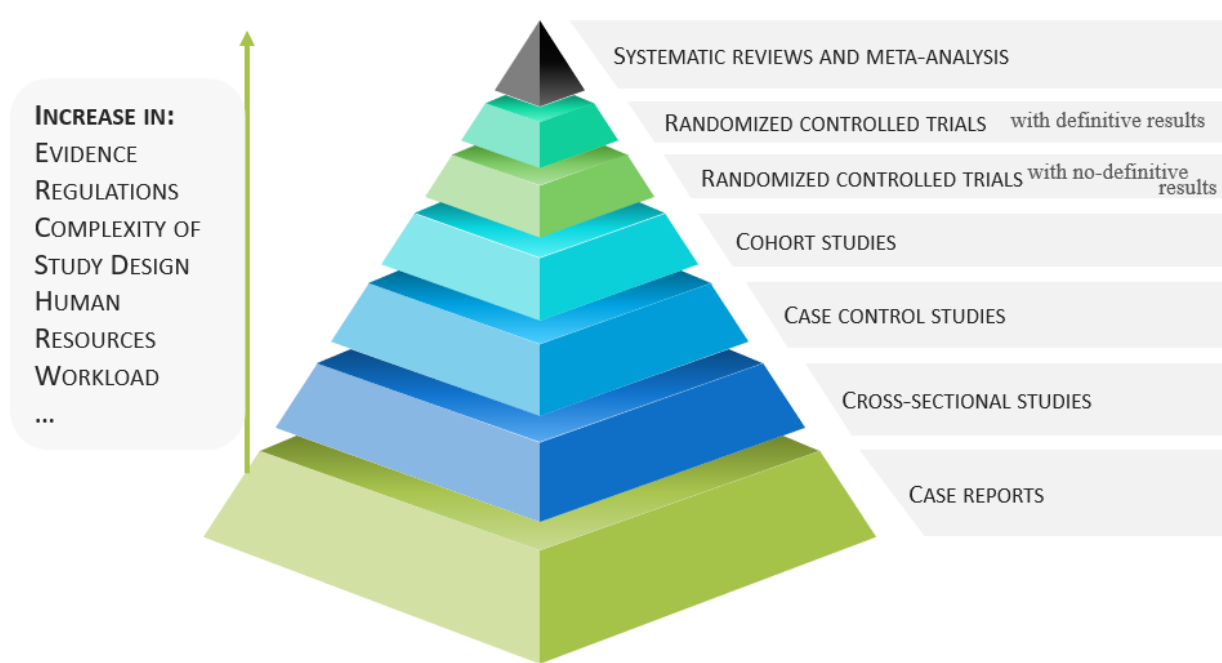 INCREASE IN:
EVIDENCE
REGULATIONS
COMPLEXITY OF
STUDY DESIGN
HUMAN
RESOURCES
WORKLOAD
...
SYSTEMATIC REVIEWS AND META-ANALYSIS
RANDOMIZED CONTROLLED TRIALS with definitive results
RANDOMIZED CONTROLLED TRIALS with no-definitive
results
COHORT STUDIES
CASE CONTROL STUDIES
CROSS-SECTIONAL STUDIES
CASE REPORTS